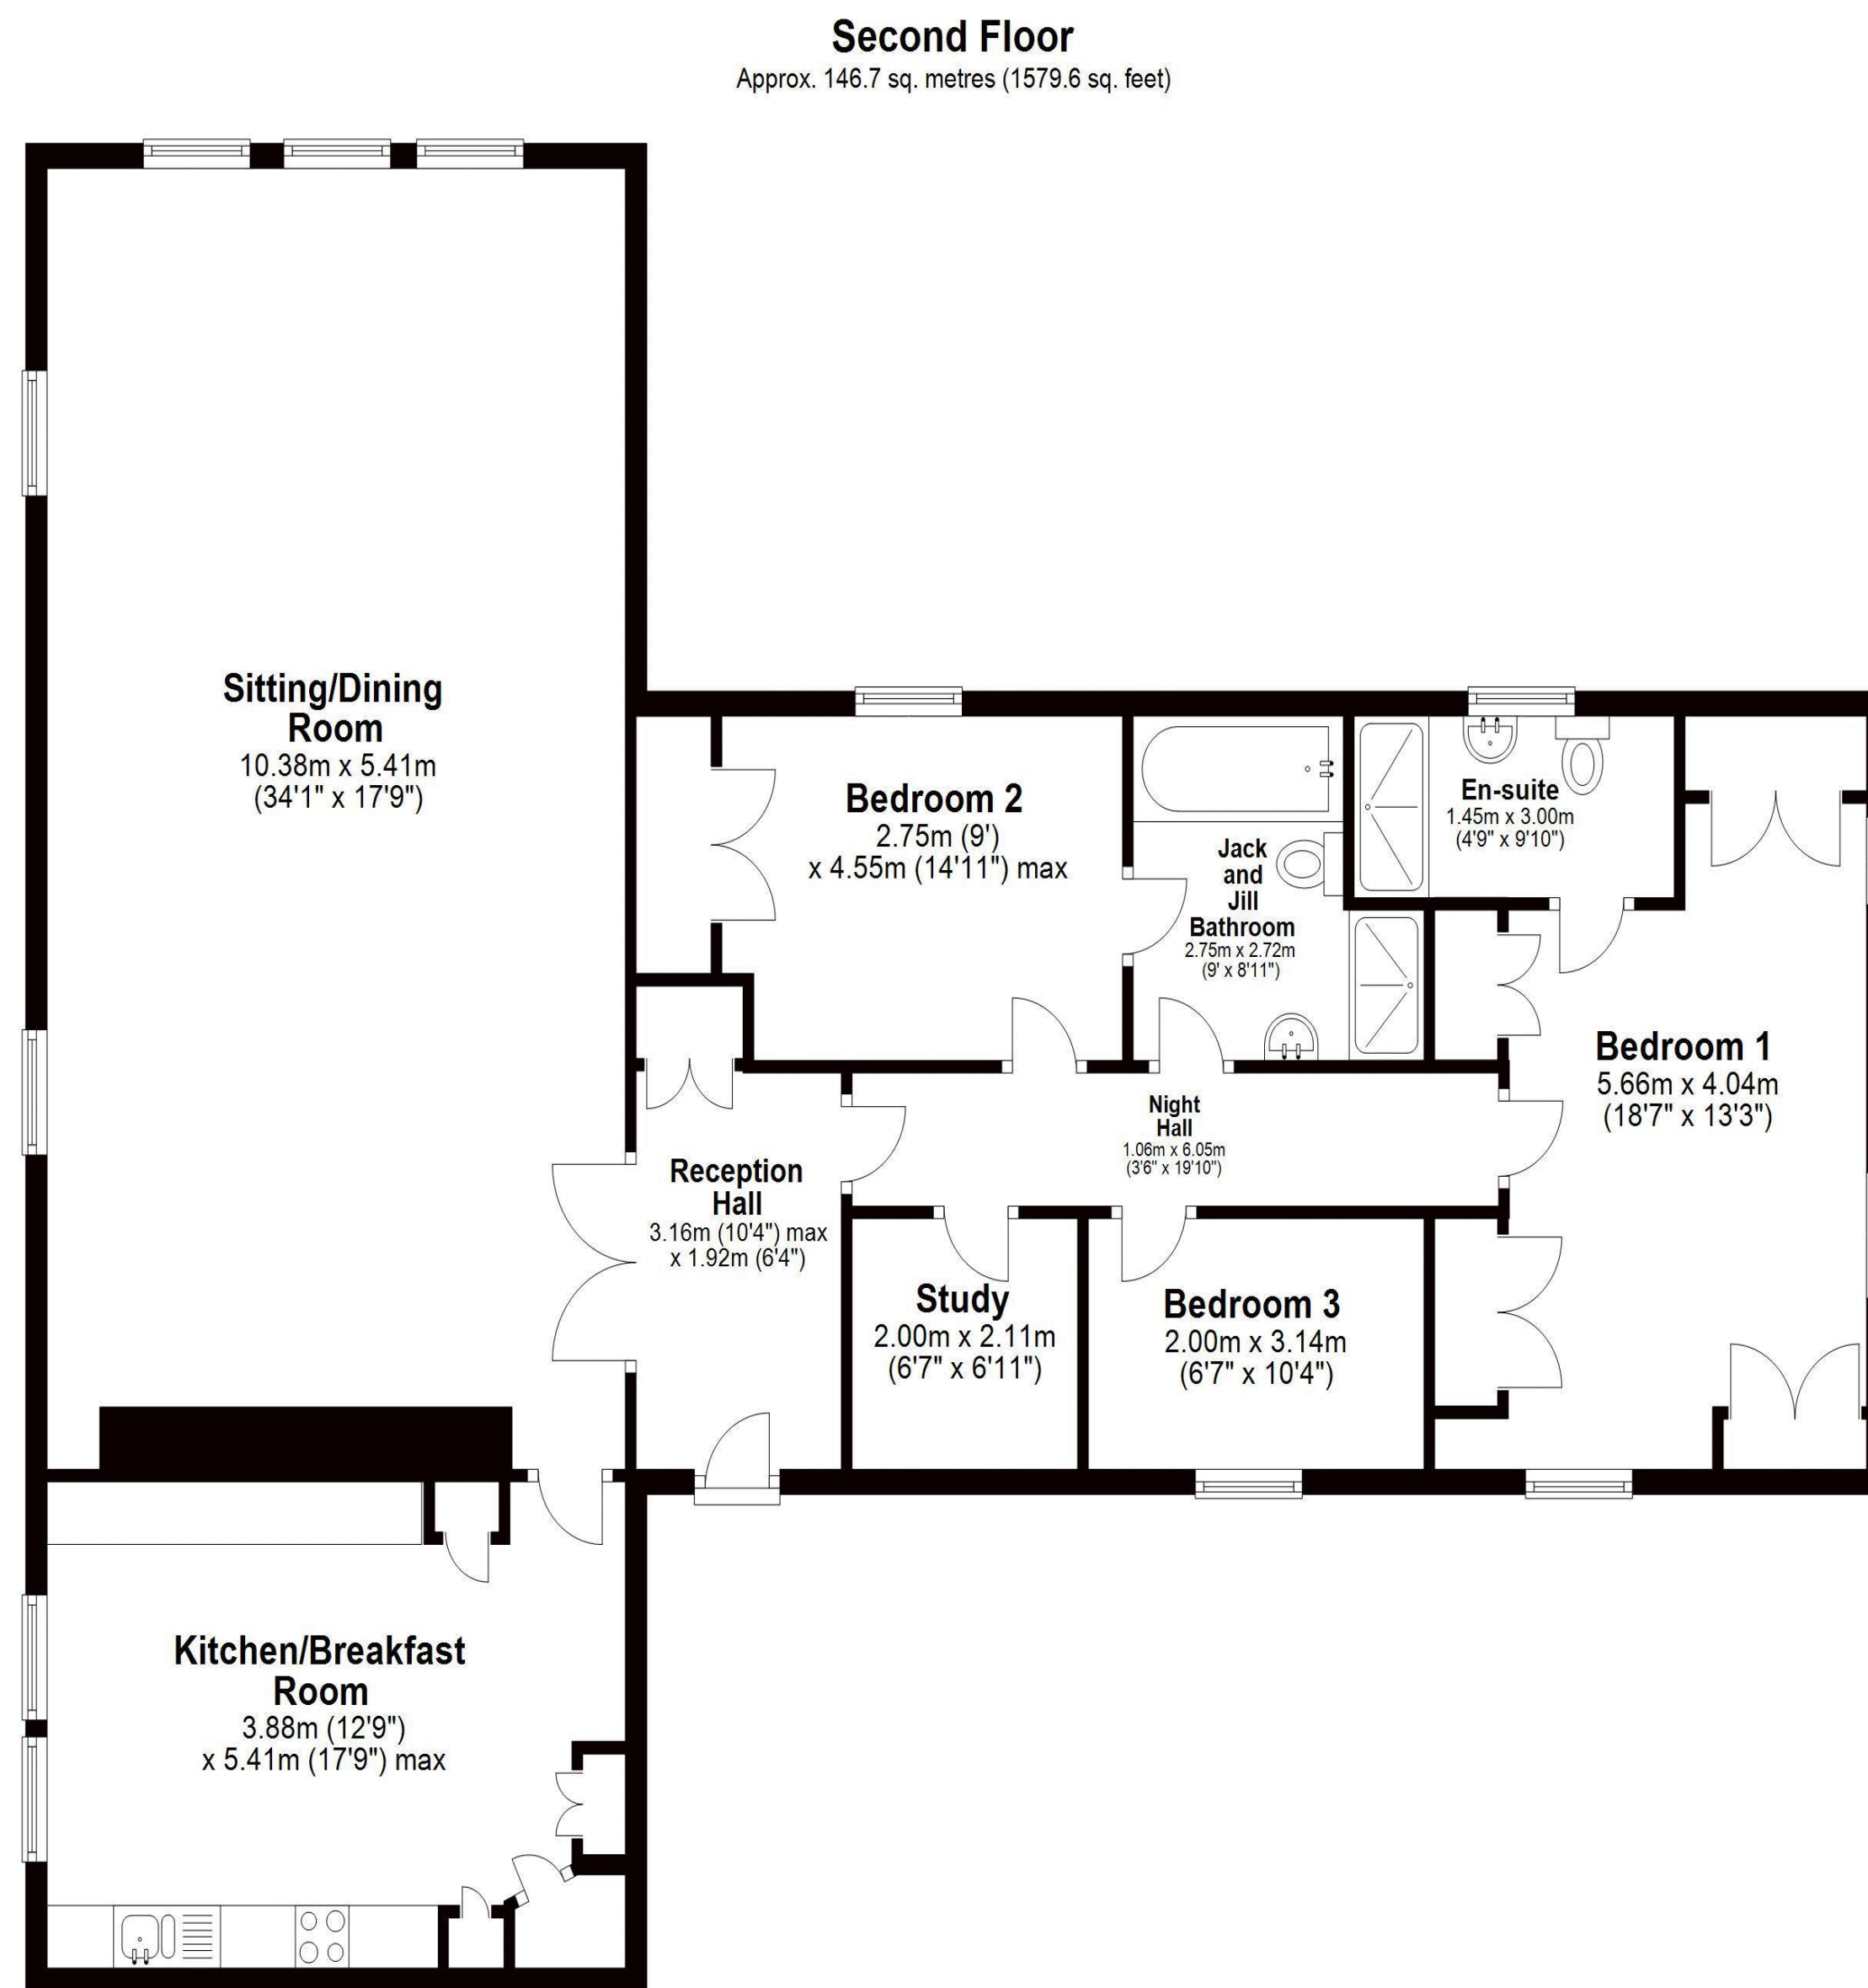 Second Floor
Approx. 146.7 sq. metres (1579.6 sq. feet)
Sitting/Dining
Room
10.38m x 5.41m
(34'1" x 17'9")
Bedroom 2
2.75m (9')
x 4.55m (14'11") max
Jack
and
Jill
Bathroom
2.75m x 2.72m
(9' x 8'11")
En-suite
1.45m x 3.00m
(4'9" x 9'10")
Bedroom 1
5.66m x 4.04m
(18'7" x 13'3")
Night
Hall
1.06m x 6.05m
(3'6" x 19'10")
Reception
Hall
3.16m (10'4") max
x 1.92m (6'4")
Study
2.00m x 2.11m
(6'7" x 6'11")
Bedroom 3
2.00m x 3.14m
(6'7" x 10'4")
Kitchen/Breakfast
Room
3.88m (12'9")
x 5.41m (17'9") max